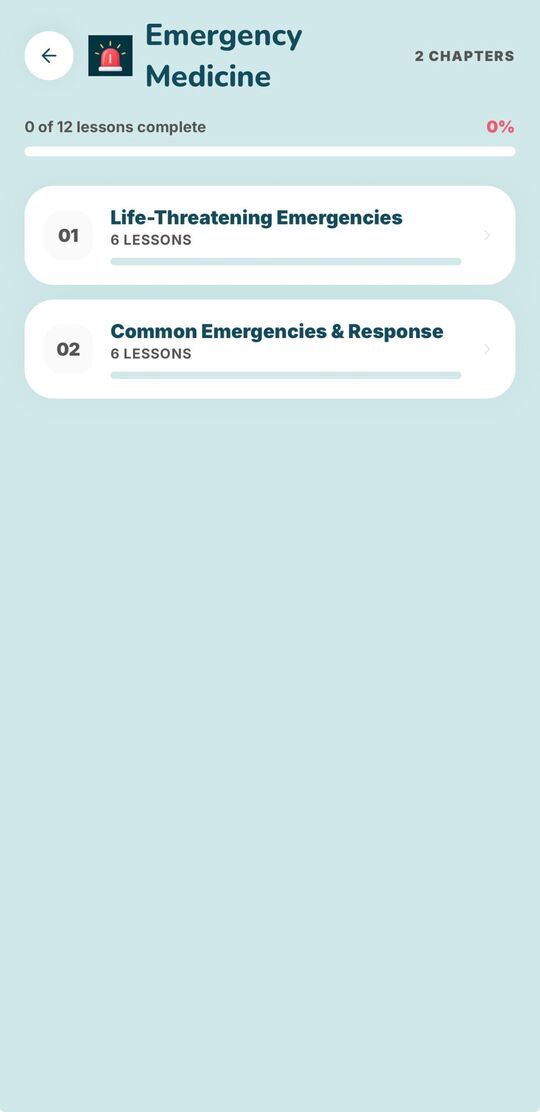 Emergency
Medicine
2 CHAPTERS
0 of 12 lessons complete
0%
01
Life-Threatening Emergencies
6 LESSONS
02
Common Emergencies & Response
6 LESSONS